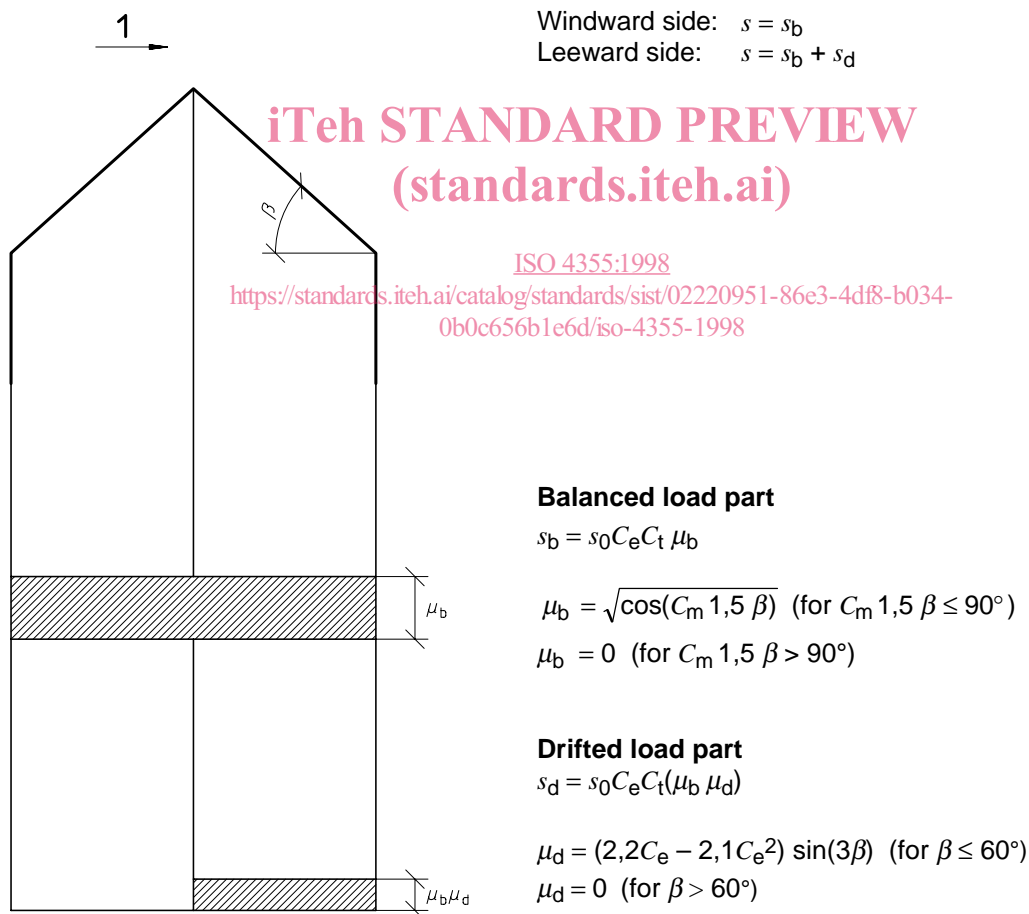 1
Windward side: s = sb
Leeward side: s = sb + sd
iTeh STANDARD PREVIEW
(standards.iteh.ai)
β
ISO 4355:1998
https://standards.iteh.ai/catalog/standards/sist/02220951-86e3-4df8-b034-
0b0c656b1e6d/iso-4355-1998
Balanced load part
sb = s0CeCt μb
μb
μb = √cos(Cm 1,5 β) (for Cm 1,5 β ≤ 90°)
μb = 0 (for Cm 1,5 β > 90°)
Drifted load part
sd = s0CeCt(μb μd)
μd = (2,2Ce – 2,1Ce²) sin(3β) (for β ≤ 60°)
μd = 0 (for β > 60°)
μbμd